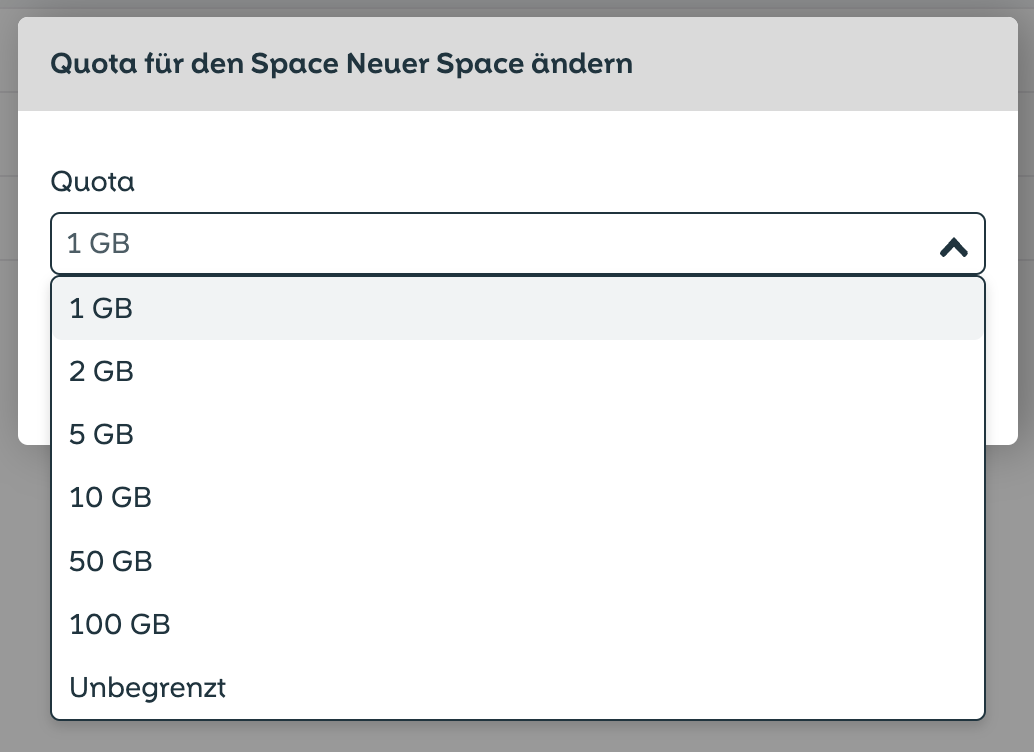 Quota für den Space Neuer Space ändern
Quota
1 GB
1 GB
2 GB
5 GB
10 GB
50 GB
100 GB
Unbegrenzt